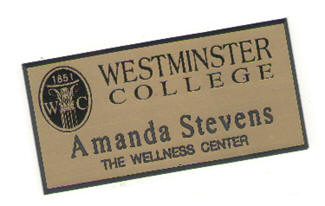 1851
W C
WESTMINSTER
COLLEGE
Amanda Stevens
THE WELLNESS CENTER